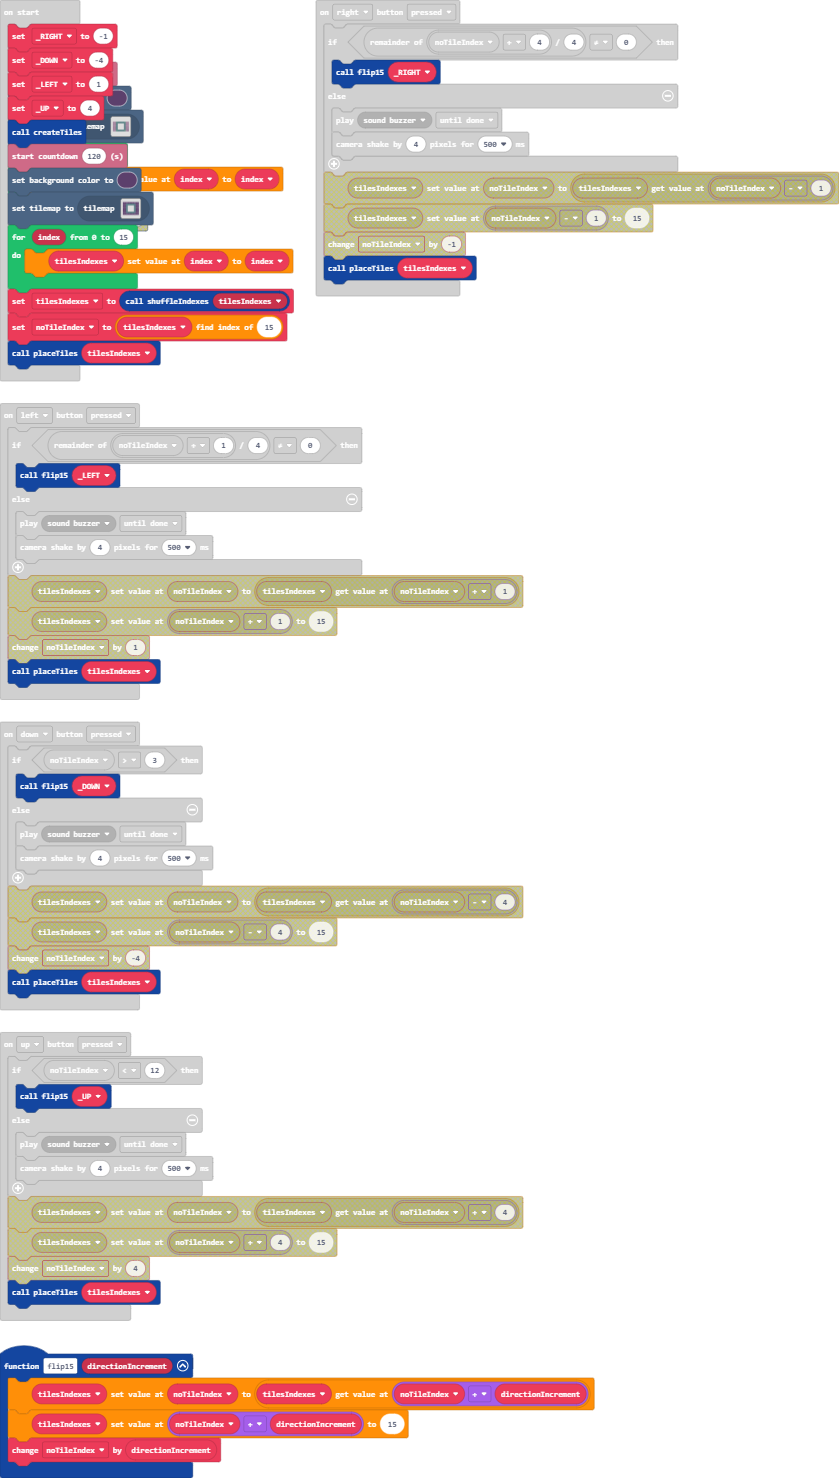 on start
set _RIGHT to -1
set _DOWN to -4
set _LEFT to 1
set _UP to 4
call createTiles
emap
start countdown 120 (s)
set background color to
lue at index to index
set tilemap to tilemap
for index from 0 to 15
do tilesIndexes set value at index to index
set tilesIndexes to call shuffleIndexes tilesIndexes
set noTileIndex to tilesIndexes find index of 15
call placeTiles tilesIndexes
on right button pressed
if remainder of noTileIndex + 4 / 4 ≠ 0 then
call flip15 _RIGHT
else
play sound buzzer until done
camera shake by 4 pixels for 500 ms
tilesIndexes set value at noTileIndex to tilesIndexes get value at noTileIndex - 1
tilesIndexes set value at noTileIndex - 1 to 15
change noTileIndex by -1
call placeTiles tilesIndexes
on left button pressed
if remainder of noTileIndex + 1 / 4 ≠ 0 then
call flip15 _LEFT
else
play sound buzzer until done
camera shake by 4 pixels for 500 ms
tilesIndexes set value at noTileIndex to tilesIndexes get value at noTileIndex + 1
tilesIndexes set value at noTileIndex + 1 to 15
change noTileIndex by 1
call placeTiles tilesIndexes
on down button pressed
if noTileIndex > 3 then
call flip15 _DOWN
else
play sound buzzer until done
camera shake by 4 pixels for 500 ms
tilesIndexes set value at noTileIndex to tilesIndexes get value at noTileIndex - 4
tilesIndexes set value at noTileIndex - 4 to 15
change noTileIndex by -4
call placeTiles tilesIndexes
on up button pressed
if noTileIndex < 12 then
call flip15 _UP
else
play sound buzzer until done
camera shake by 4 pixels for 500 ms
tilesIndexes set value at noTileIndex to tilesIndexes get value at noTileIndex + 4
tilesIndexes set value at noTileIndex + 4 to 15
change noTileIndex by 4
call placeTiles tilesIndexes
function flip15 directionIncrement
tilesIndexes set value at noTileIndex to tilesIndexes get value at noTileIndex + directionIncrement
tilesIndexes set value at noTileIndex + directionIncrement to 15
change noTileIndex by directionIncrement